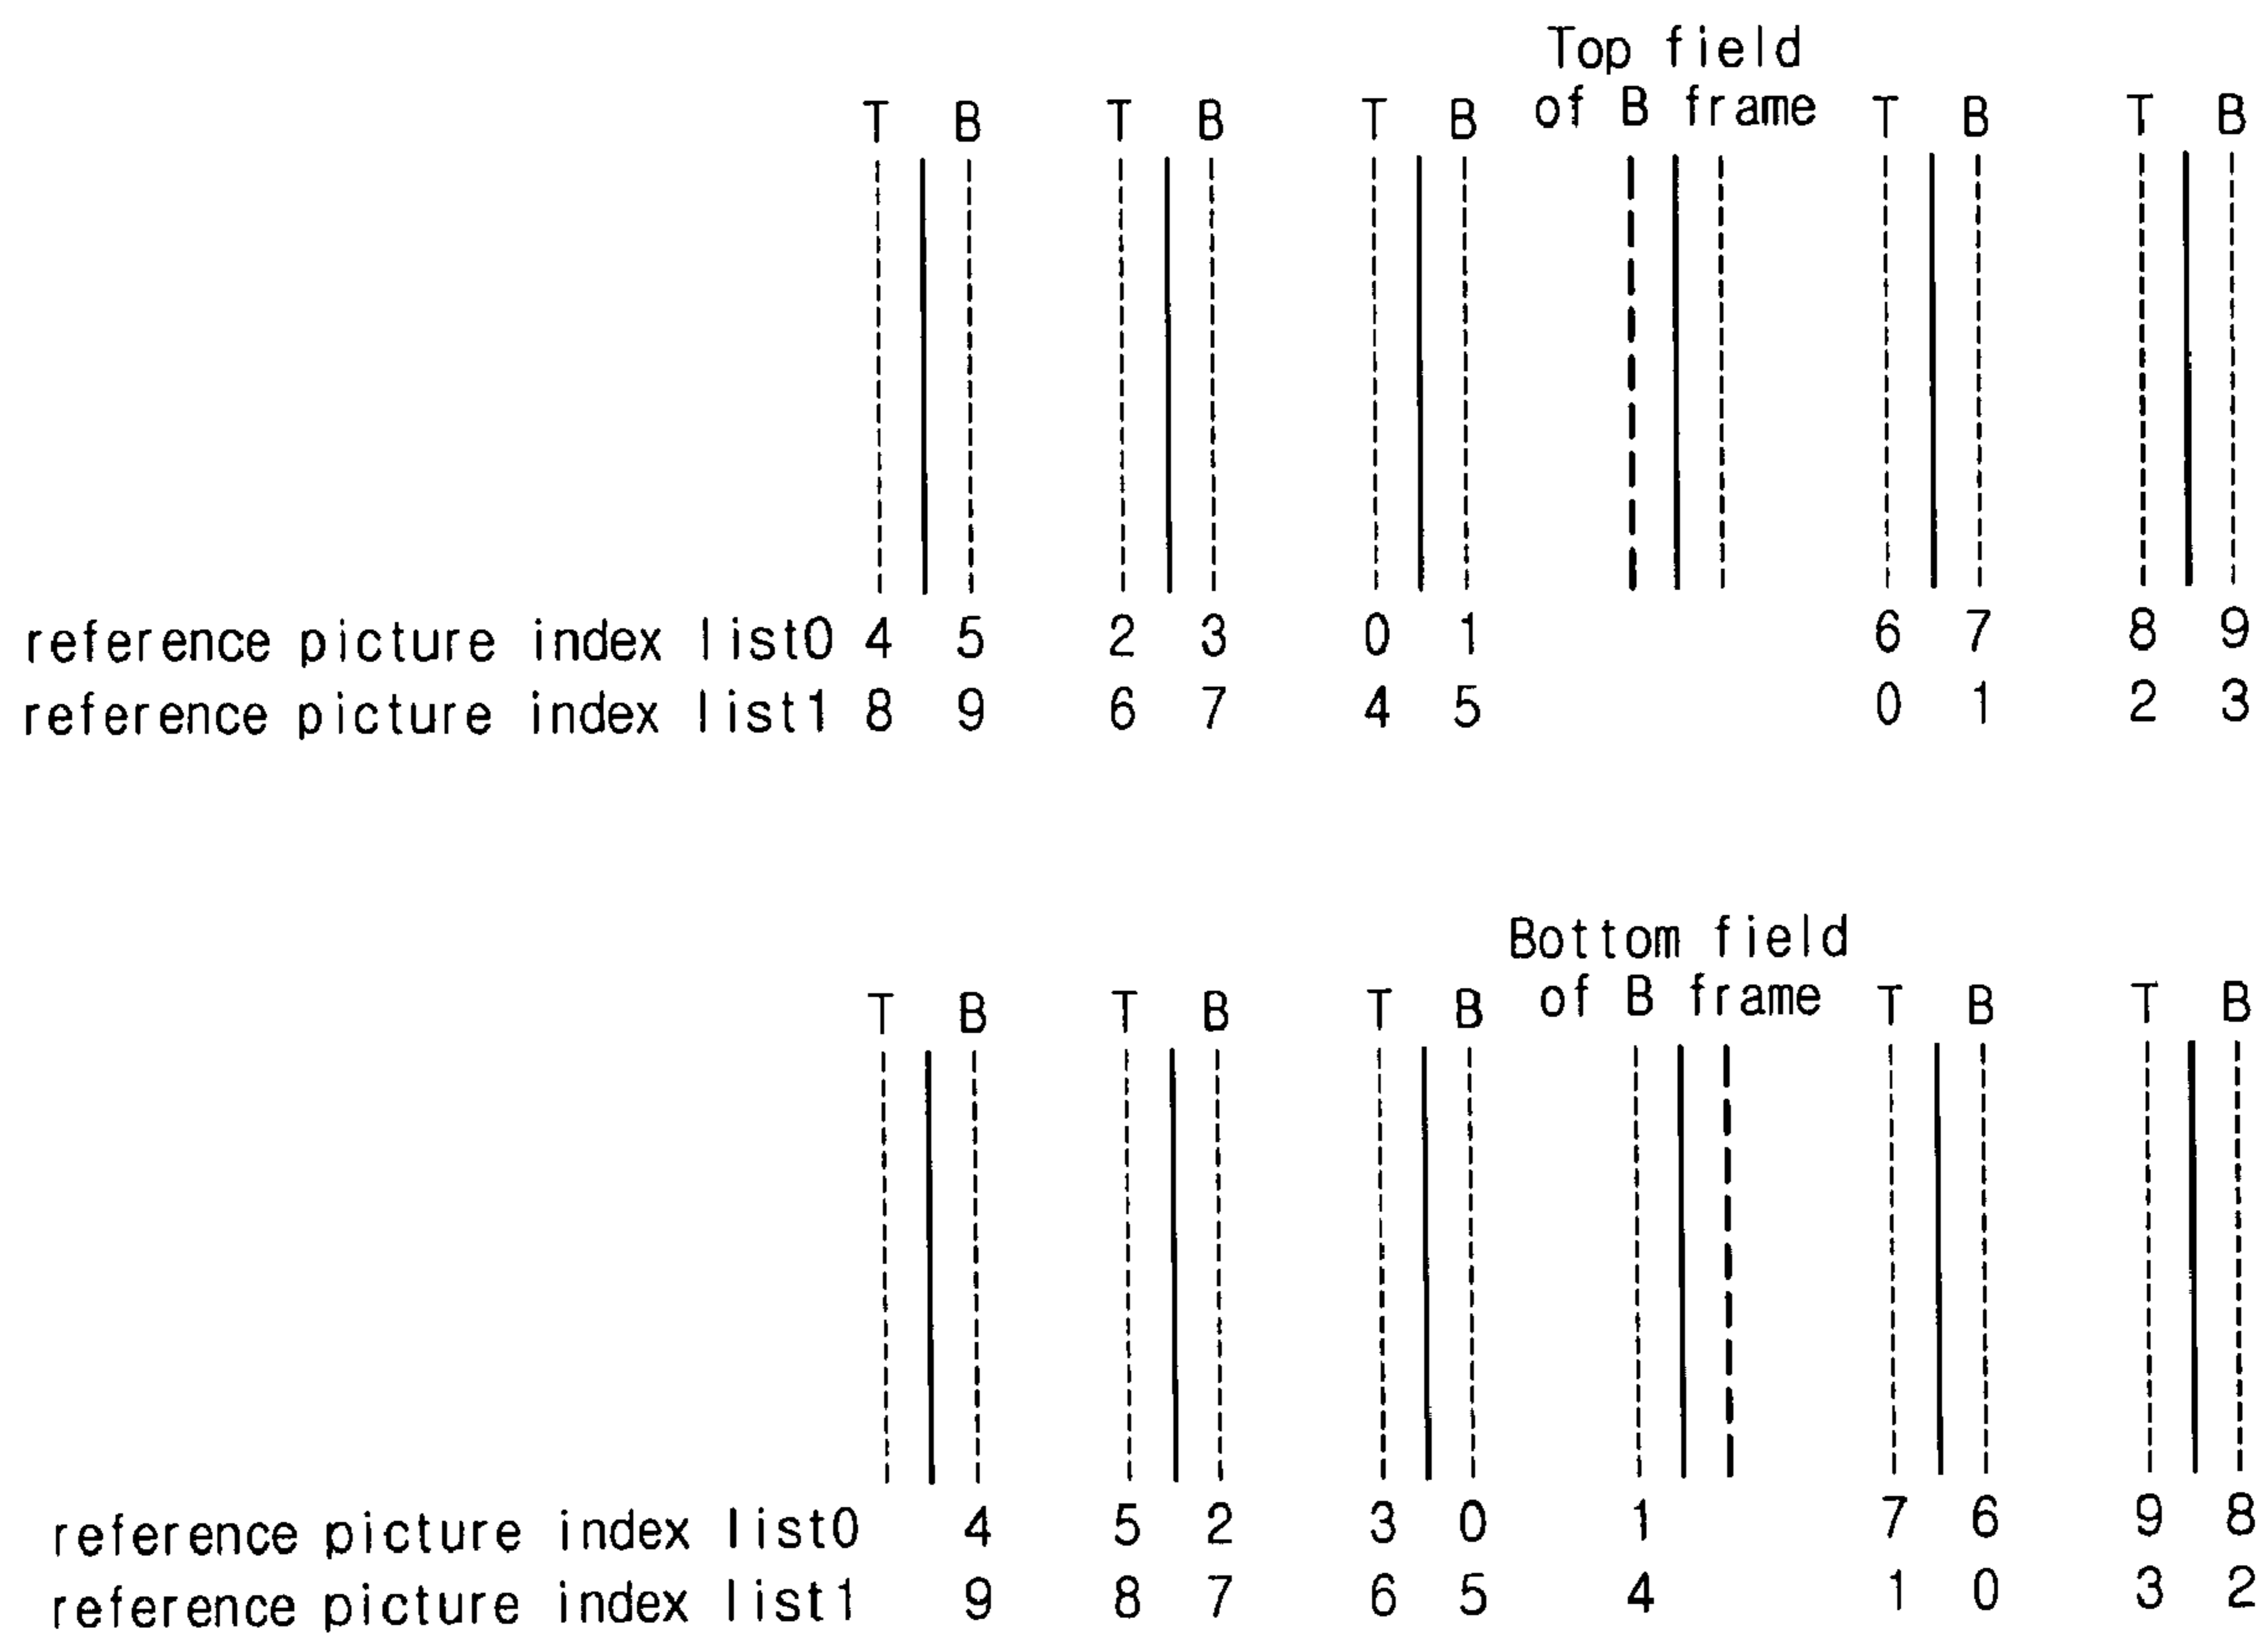 Top field
of B frame
T B T B T B T B T B
reference picture index list0 4 5 2 3 0 1 6 7 8 9
reference picture index list1 8 9 6 7 4 5 0 1 2 3
Bottom field
of B frame
T B T B T B T B T B
reference picture index list0 4 5 2 3 0 1 7 6 9 8
reference picture index list1 9 8 7 6 5 4 1 0 3 2